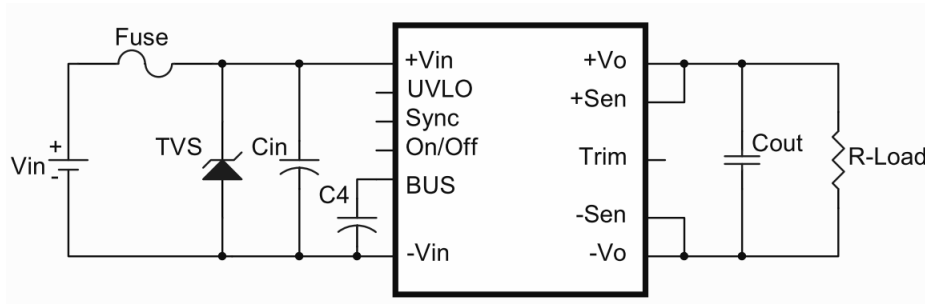 Fuse
+Vin
UVLO
Sync
On/Off
BUS
-Vin
+Vo
+Sen
Trim
-Sen
-Vo
Vin
+
-
TVS
Cin
C4
Cout
R-Load